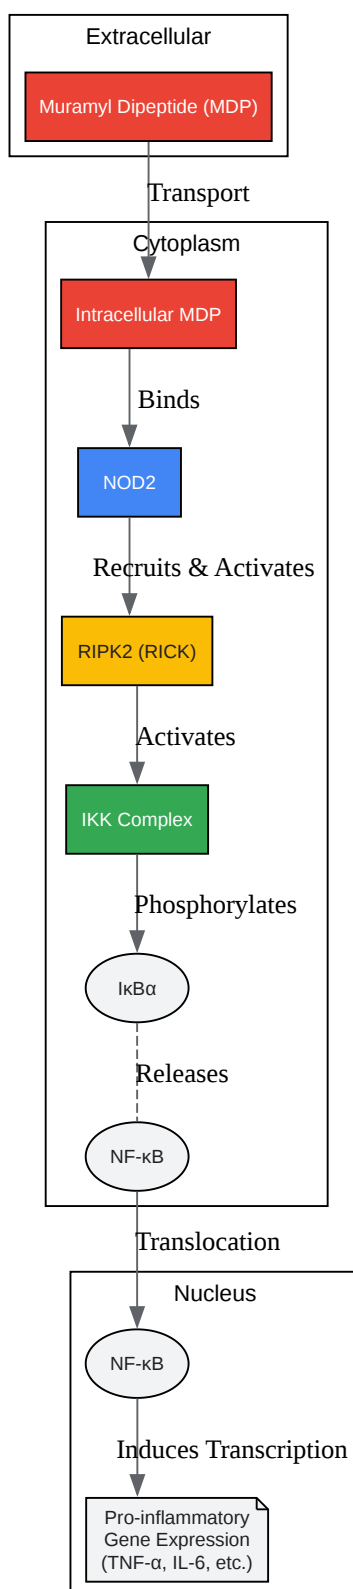 Extracellular
Muramyl Dipeptide (MDP)
Transport
Cytoplasm
Intracellular MDP
Binds
NOD2
Recruits & Activates
RIPK2 (RICK)
Activates
IKK Complex
Phosphorylates
IκBα
Releases
NF-κB
Translocation
Nucleus
NF-κB
Induces Transcription
Pro-inflammatory
Gene Expression
(TNF-α, IL-6, etc.)